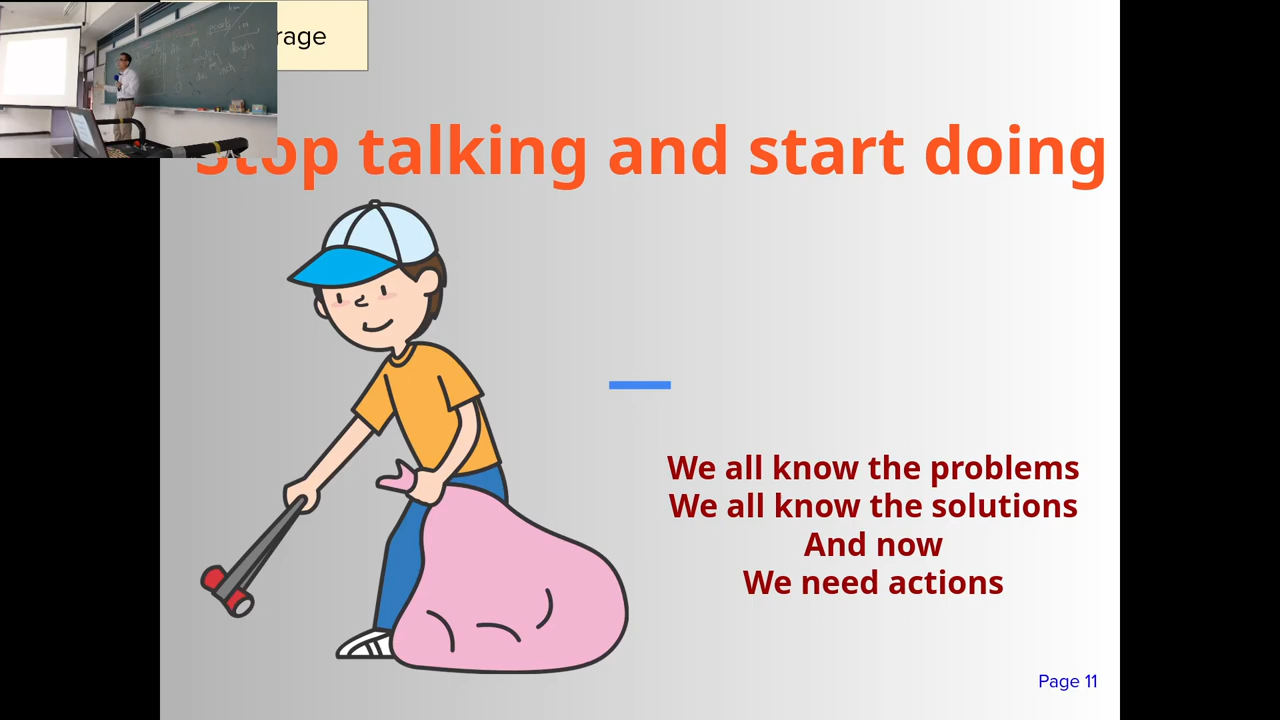 rage
Stop talking and start doing
We all know the problems
We all know the solutions
And now
We need actions
Page 11